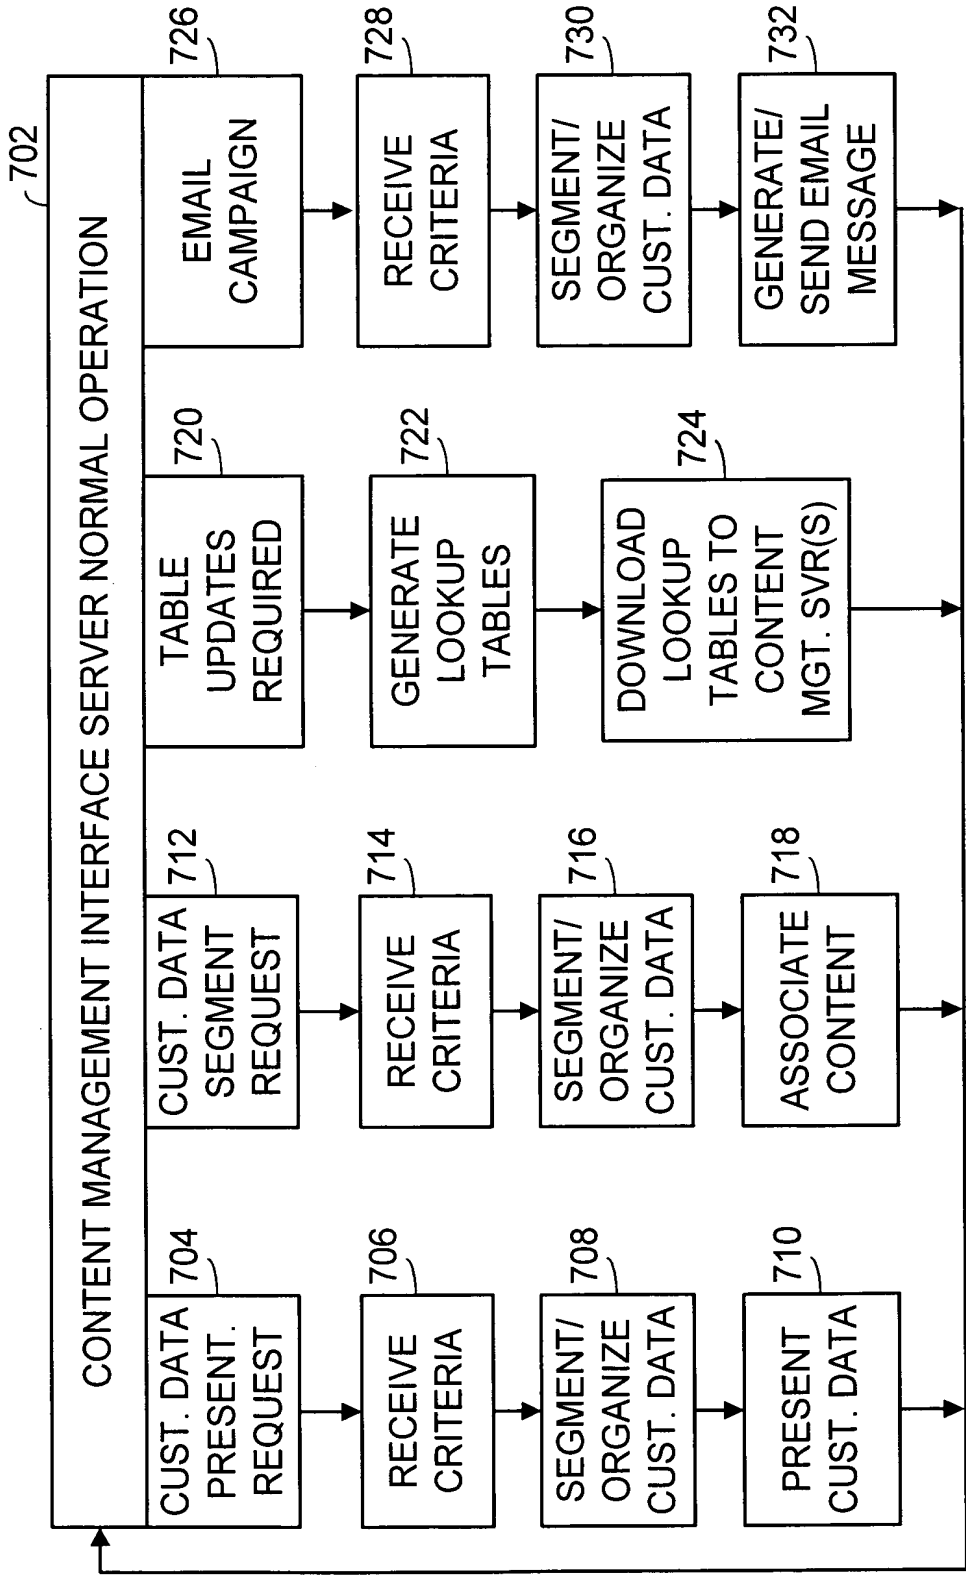 702
CONTENT MANAGEMENT INTERFACE SERVER NORMAL OPERATION
704
CUST. DATA
PRESENT.
REQUEST
706
RECEIVE
CRITERIA
708
SEGMENT/
ORGANIZE
CUST. DATA
710
PRESENT
CUST. DATA
712
CUST. DATA
SEGMENT
REQUEST
714
RECEIVE
CRITERIA
716
SEGMENT/
ORGANIZE
CUST. DATA
718
ASSOCIATE
CONTENT
720
TABLE
UPDATES
REQUIRED
722
GENERATE
LOOKUP
TABLES
724
DOWNLOAD
LOOKUP
TABLES TO
CONTENT
MGT. SVR(S)
726
EMAIL
CAMPAIGN
728
RECEIVE
CRITERIA
730
SEGMENT/
ORGANIZE
CUST. DATA
732
GENERATE/
SEND EMAIL
MESSAGE